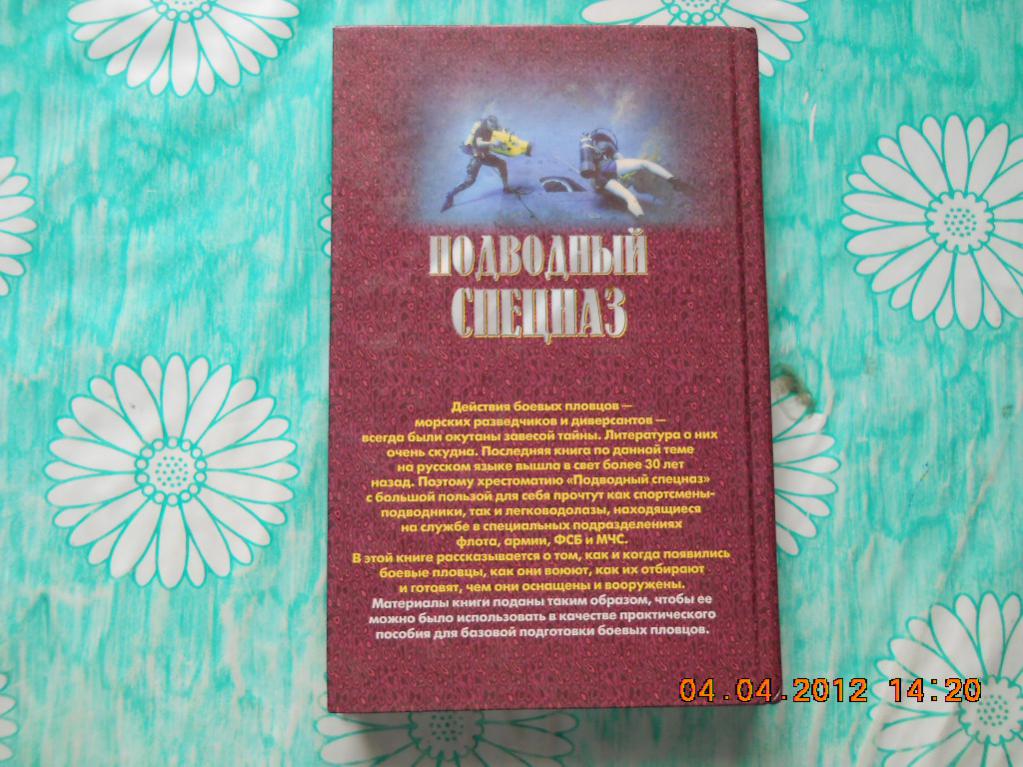 ПОДВОДНЫЙ
СПЕЦНАЗ
Действия боевых пловцов —
морских разведчиков и диверсантов —
всегда были окутаны завесой тайны. Литература о них
очень скудна. Последняя книга по данной теме
на русском языке вышла в свет более 30 лет
назад. Поэтому хрестоматию «Подводный спецназ»
с большой пользой для себя прочтут как спортсмены-
подводники, так и легководолазы, находящиеся
на службе в специальных подразделениях
флота, армии, ФСБ и МЧС.
В этой книге рассказывается о том, как и когда появились
боевые пловцы, как они воюют, как их отбирают
и готовят, чем они оснащены и вооружены.
Материалы книги поданы таким образом, чтобы ее
можно было использовать в качестве практического
пособия для базовой подготовки боевых пловцов.
04.04.2012 14:20